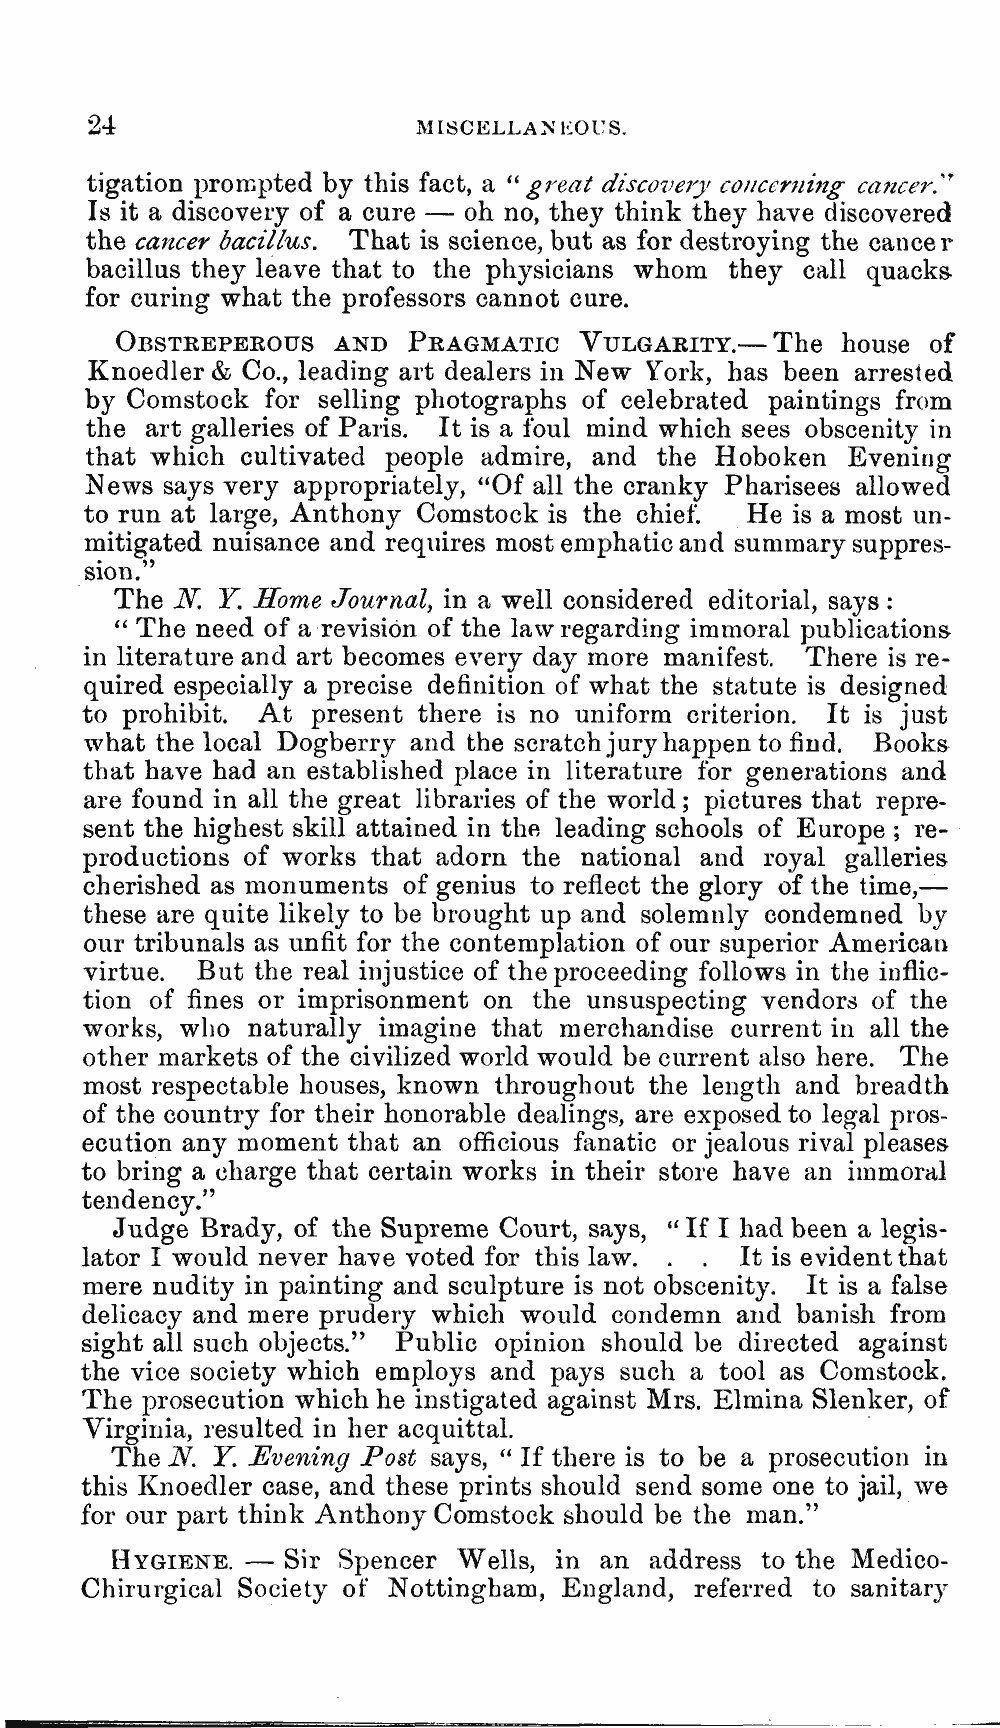 24 MISCELLANEOUS.
tigation prompted by this fact, a "great discovery concerning cancer."
Is it a discovery of a cure — oh no, they think they have discovered
the cancer bacillus. That is science, but as for destroying the cancer
bacillus they leave that to the physicians whom they call quacks
for curing what the professors cannot cure.
OBSTREPEROUS AND PRAGMATIC VULGARITY.— The house of
Knoedler & Co., leading art dealers in New York, has been arrested
by Comstock for selling photographs of celebrated paintings from
the art galleries of Paris. It is a foul mind which sees obscenity in
that which cultivated people admire, and the Hoboken Evening
News says very appropriately, "Of all the cranky Pharisees allowed
to run at large, Anthony Comstock is the chief. He is a most un-
mitigated nuisance and requires most emphatic and summary suppres-
sion."
The N. Y. Home Journal, in a well considered editorial, says :
" The need of a revision of the law regarding immoral publications
in literature and art becomes every day more manifest. There is re-
quired especially a precise definition of what the statute is designed
to prohibit. At present there is no uniform criterion. It is just
what the local Dogberry and the scratch jury happen to find. Books
that have had an established place in literature for generations and
are found in all the great libraries of the world ; pictures that repre-
sent the highest skill attained in the leading schools of Europe ; re-
productions of works that adorn the national and royal galleries
cherished as monuments of genius to reflect the glory of the time,—
these are quite likely to be brought up and solemnly condemned by
our tribunals as unfit for the contemplation of our superior American
virtue. But the real injustice of the proceeding follows in the inflic-
tion of fines or imprisonment on the unsuspecting vendors of the
works, who naturally imagine that merchandise current in all the
other markets of the civilized world would be current also here. The
most respectable houses, known throughout the length and breadth
of the country for their honorable dealings, are exposed to legal pros-
ecution any moment that an officious fanatic or jealous rival pleases
to bring a charge that certain works in their store have an immoral
tendency."
Judge Brady, of the Supreme Court, says, " If I had been a legis-
lator I would never have voted for this law. . . It is evident that
mere nudity in painting and sculpture is not obscenity. It is a false
delicacy and mere prudery which would condemn and banish from
sight all such objects." Public opinion should be directed against
the vice society which employs and pays such a tool as Comstock.
The prosecution which he instigated against Mrs. Elmina Slenker, of
Virginia, resulted in her acquittal.
The N. Y. Evening Post says, " If there is to be a prosecution in
this Knoedler case, and these prints should send some one to jail, we
for our part think Anthony Comstock should be the man."
HYGIENE. — Sir Spencer Wells, in an address to the Medico-
Chirurgical Society of Nottingham, England, referred to sanitary